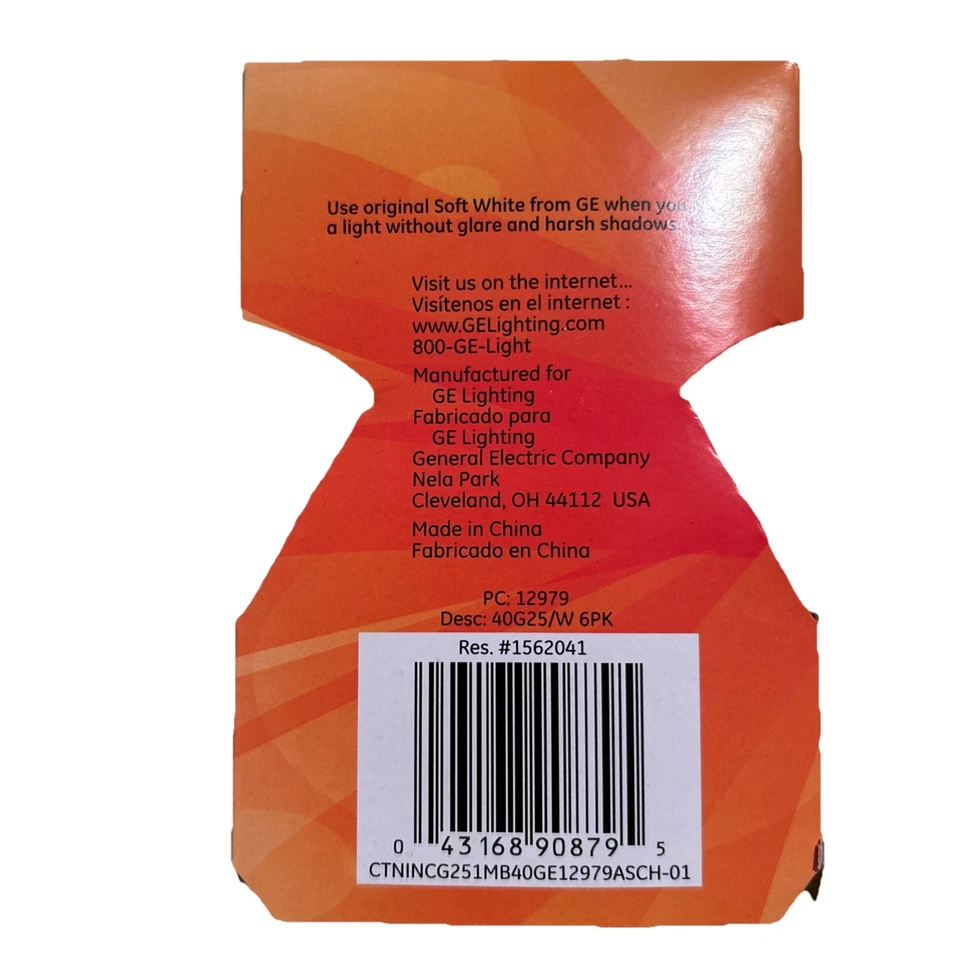 Use original Soft White from GE when you
a light without glare and harsh shadows
Visit us on the internet...
Visítenos en el internet :
www.GELighting.com
800-GE-Light
Manufactured for
GE Lighting
Fabricado para
GE Lighting
General Electric Company
Nela Park
Cleveland, OH 44112 USA
Made in China
Fabricado en China
PC: 12979
Desc: 40G25/W 6PK
Res. #1562041
0 43168 90879 5
CTNINCG251MB40GE12979ASCH-01